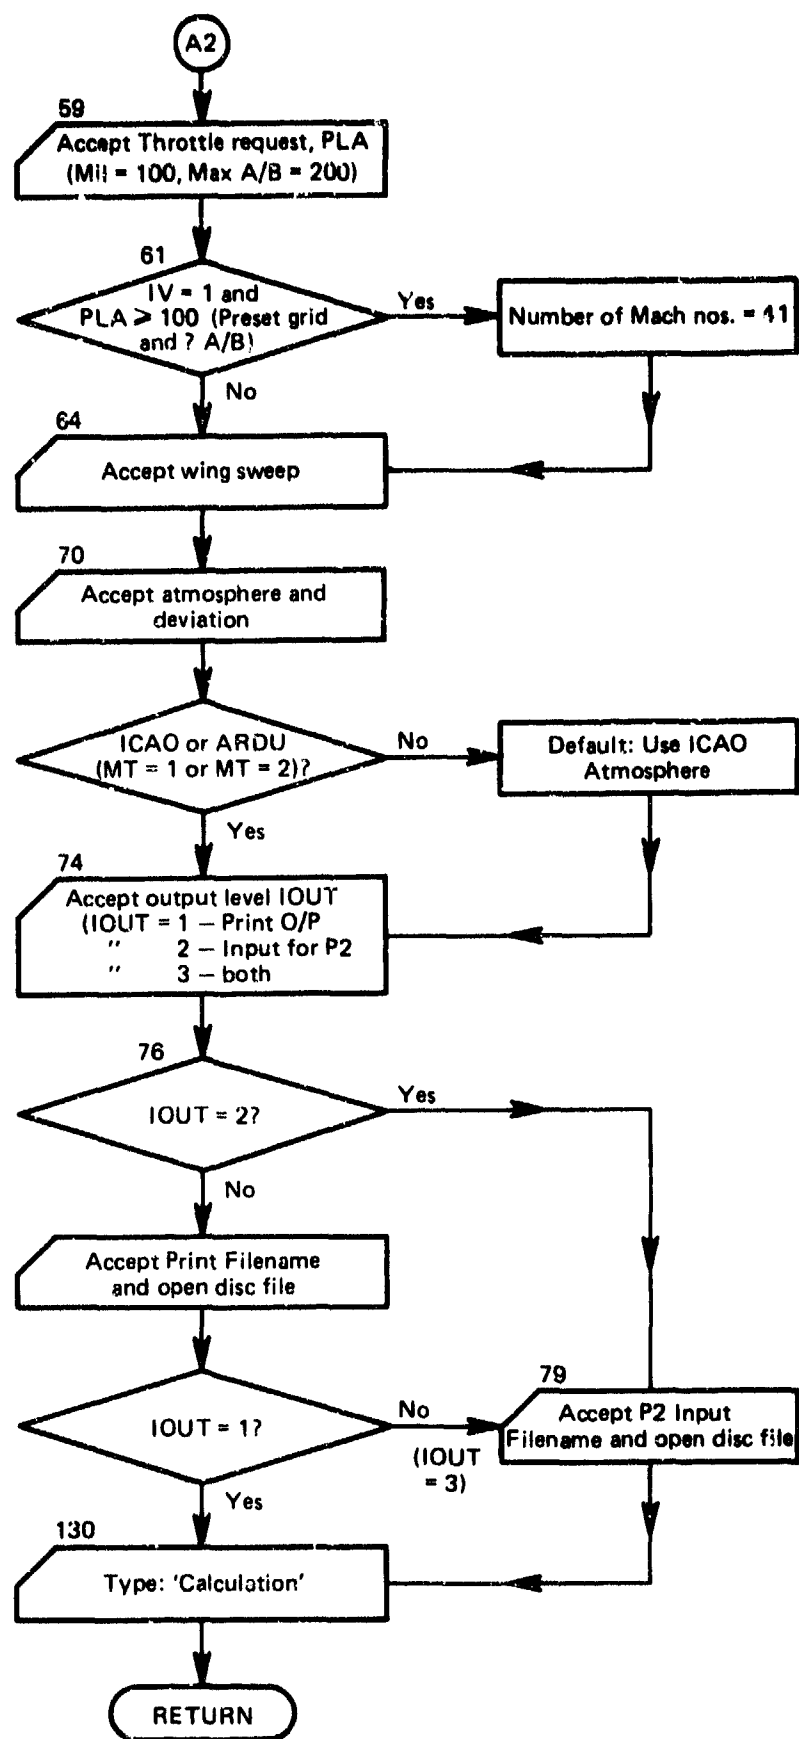 A2
59
Accept Throttle request, PLA
(Mil = 100, Max A/B = 200)
61
IV = 1 and
PLA ⩾ 100 (Preset grid
and ? A/B)
Yes
Number of Mach nos. = 41
No
64
Accept wing sweep
70
Accept atmosphere and
deviation
ICAO or ARDU
(MT = 1 or MT = 2)?
No
Default: Use ICAO
Atmosphere
Yes
74
Accept output level IOUT
(IOUT = 1 – Print O/P
" 2 – Input for P2
" 3 – both
76
IOUT = 2?
Yes
No
Accept Print Filename
and open disc file
IOUT = 1?
No
(IOUT
= 3)
79
Accept P2 Input
Filename and open disc file
Yes
130
Type: 'Calculation'
RETURN